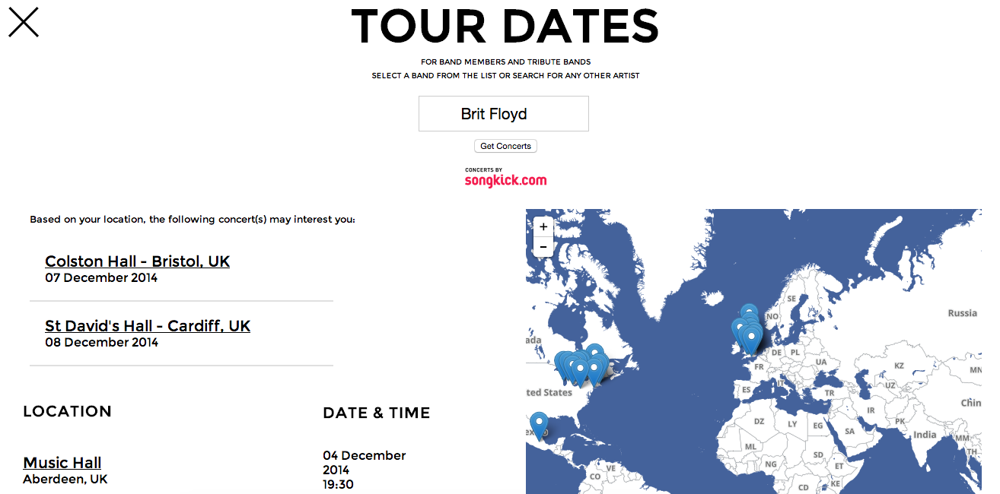 TOUR DATES
FOR BAND MEMBERS AND TRIBUTE BANDS
SELECT A BAND FROM THE LIST OR SEARCH FOR ANY OTHER ARTIST
Brit Floyd
Get Concerts
CONCERTS BY
songkick.com
Based on your location, the following concert(s) may interest you:
Colston Hall - Bristol, UK
07 December 2014
St David's Hall - Cardiff, UK
08 December 2014
LOCATION
DATE & TIME
Music Hall
Aberdeen, UK
04 December
2014
19:30
+
-
SE
NO
Russia
ada
DE
PL
UA
KZ
MN
FR
ted States
ES
IT
TR
UZ
Chin
IR
PK
DZ
LY
EG
SA
India
MM
TH
ML
NG
SD
ET
VE
CO
CD
KE